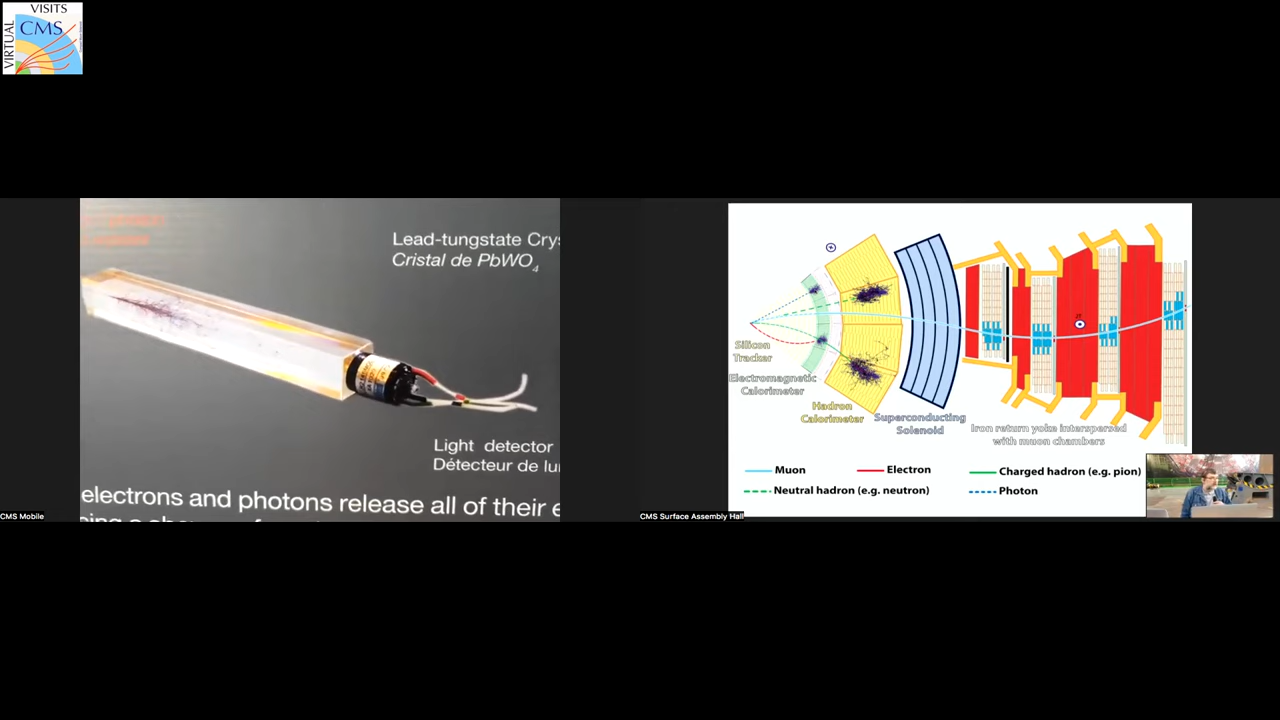 VISITS
CMS
VIRTUAL
Lead-tungstate Crys
Cristal de PbWO4
Light detector
Détecteur de lu
electrons and photons release all of their e
CMS Mobile
Silicon
Tracker
Electromagnetic
Calorimeter
Hadron
Calorimeter
Superconducting
Solenoid
Iron return yoke interspersed
with muon chambers
Muon
Electron
Charged hadron (e.g. pion)
Neutral hadron (e.g. neutron)
Photon
CMS Surface Assembly Hall